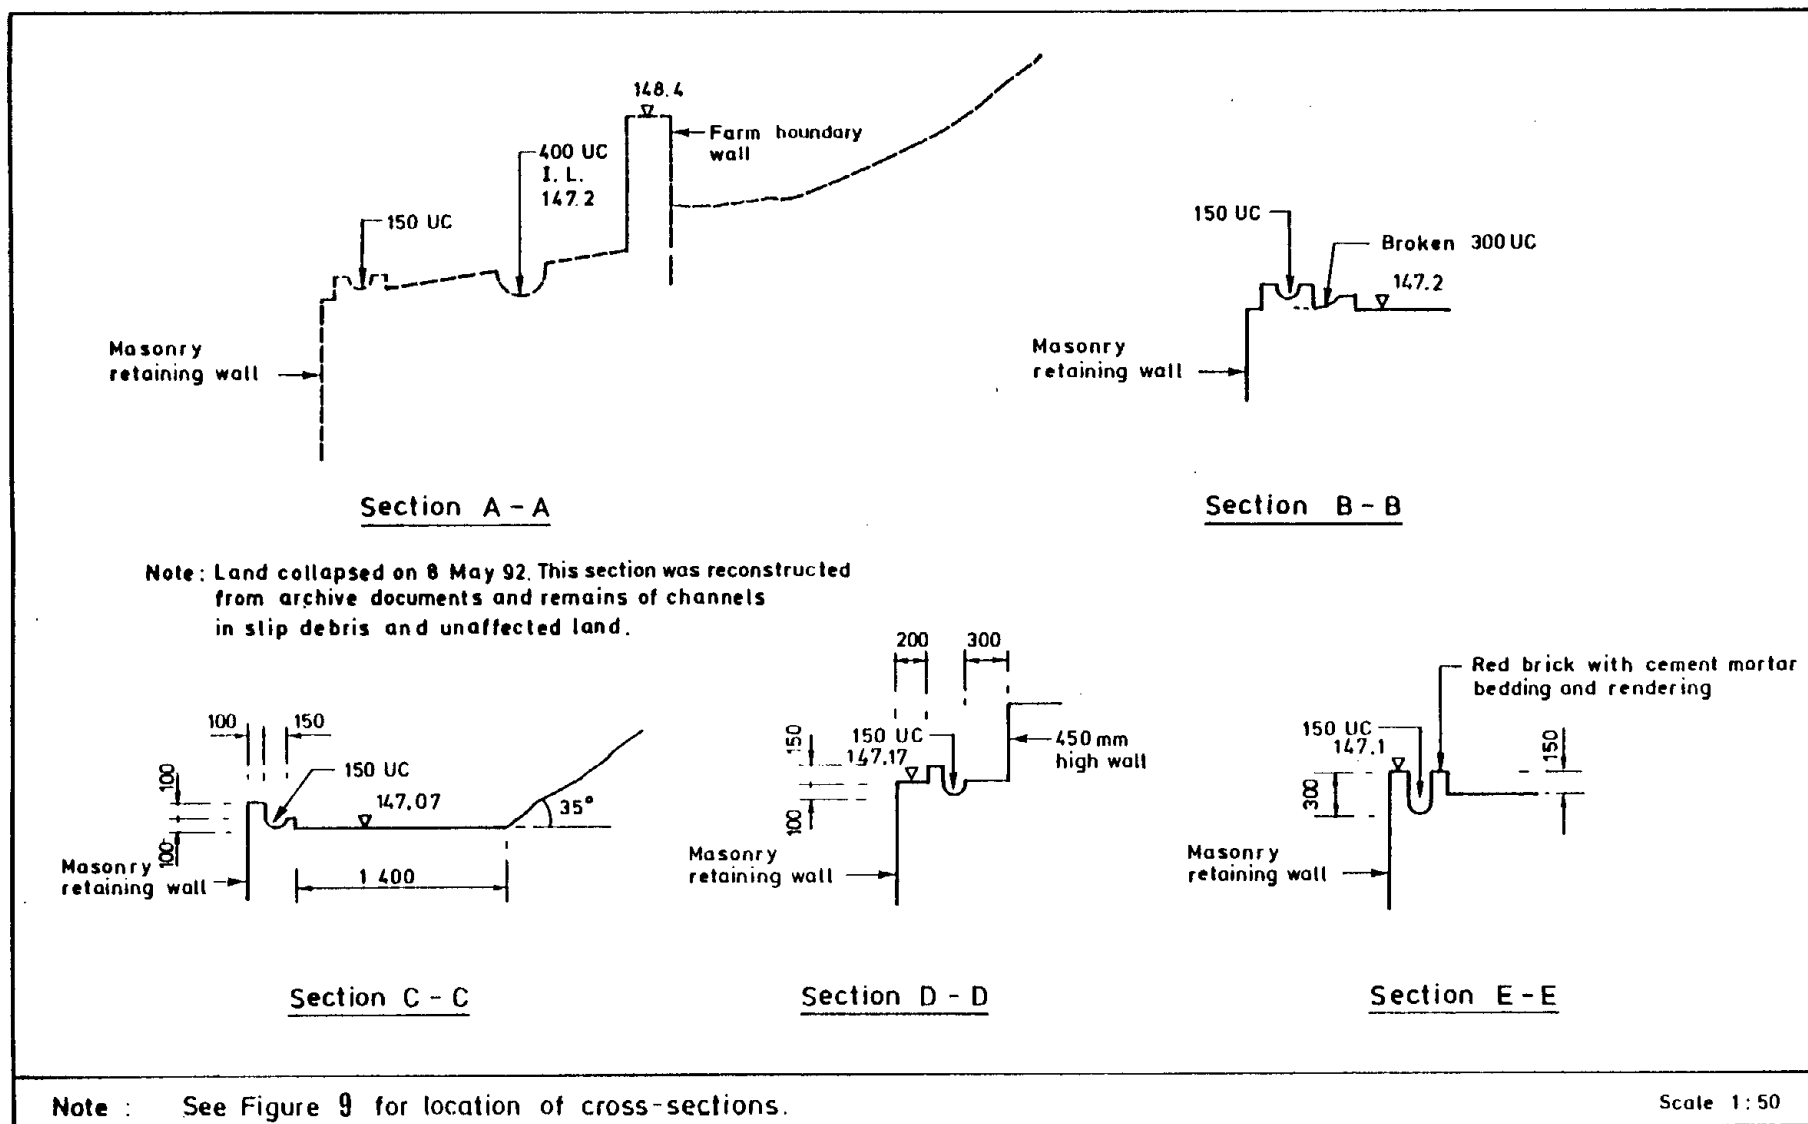 148.4
Farm houndary
wall
400 UC
I. L.
147.2
150 UC
Masonry
retaining wall
Section A - A
150 UC
Broken 300 UC
147.2
Masonry
retaining wall
Section B - B
Note : Land collapsed on 8 May 92. This section was reconstructed
from archive documents and remains of channels
in slip debris and unaffected land.
100
150
100
100
150 UC
147.07
35°
1 400
Masonry
retaining wall
Section C - C
200
300
150
100
150 UC
147.17
450 mm
high wall
Masonry
retaining wall
Section D - D
Red brick with cement mortar
bedding and rendering
150 UC
147.1
300
150
Masonry
retaining wall
Section E - E
Note : See Figure 9 for location of cross-sections.
Scale 1 : 50